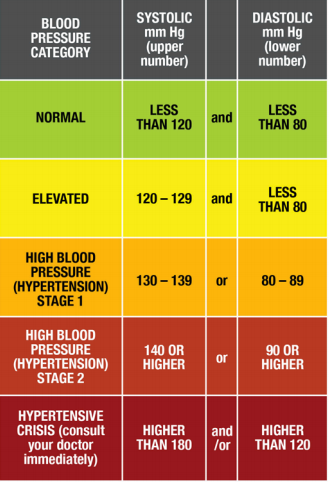 BLOOD
PRESSURE
CATEGORY
SYSTOLIC
mm Hg
(upper
number)
DIASTOLIC
mm Hg
(lower
number)
NORMAL
LESS
THAN 120
and
LESS
THAN 80
ELEVATED
120 – 129
and
LESS
THAN 80
HIGH BLOOD
PRESSURE
(HYPERTENSION)
STAGE 1
130 – 139
or
80 – 89
HIGH BLOOD
PRESSURE
(HYPERTENSION)
STAGE 2
140 OR
HIGHER
or
90 OR
HIGHER
HYPERTENSIVE
CRISIS (consult
your doctor
immediately)
HIGHER
THAN 180
and
/or
HIGHER
THAN 120